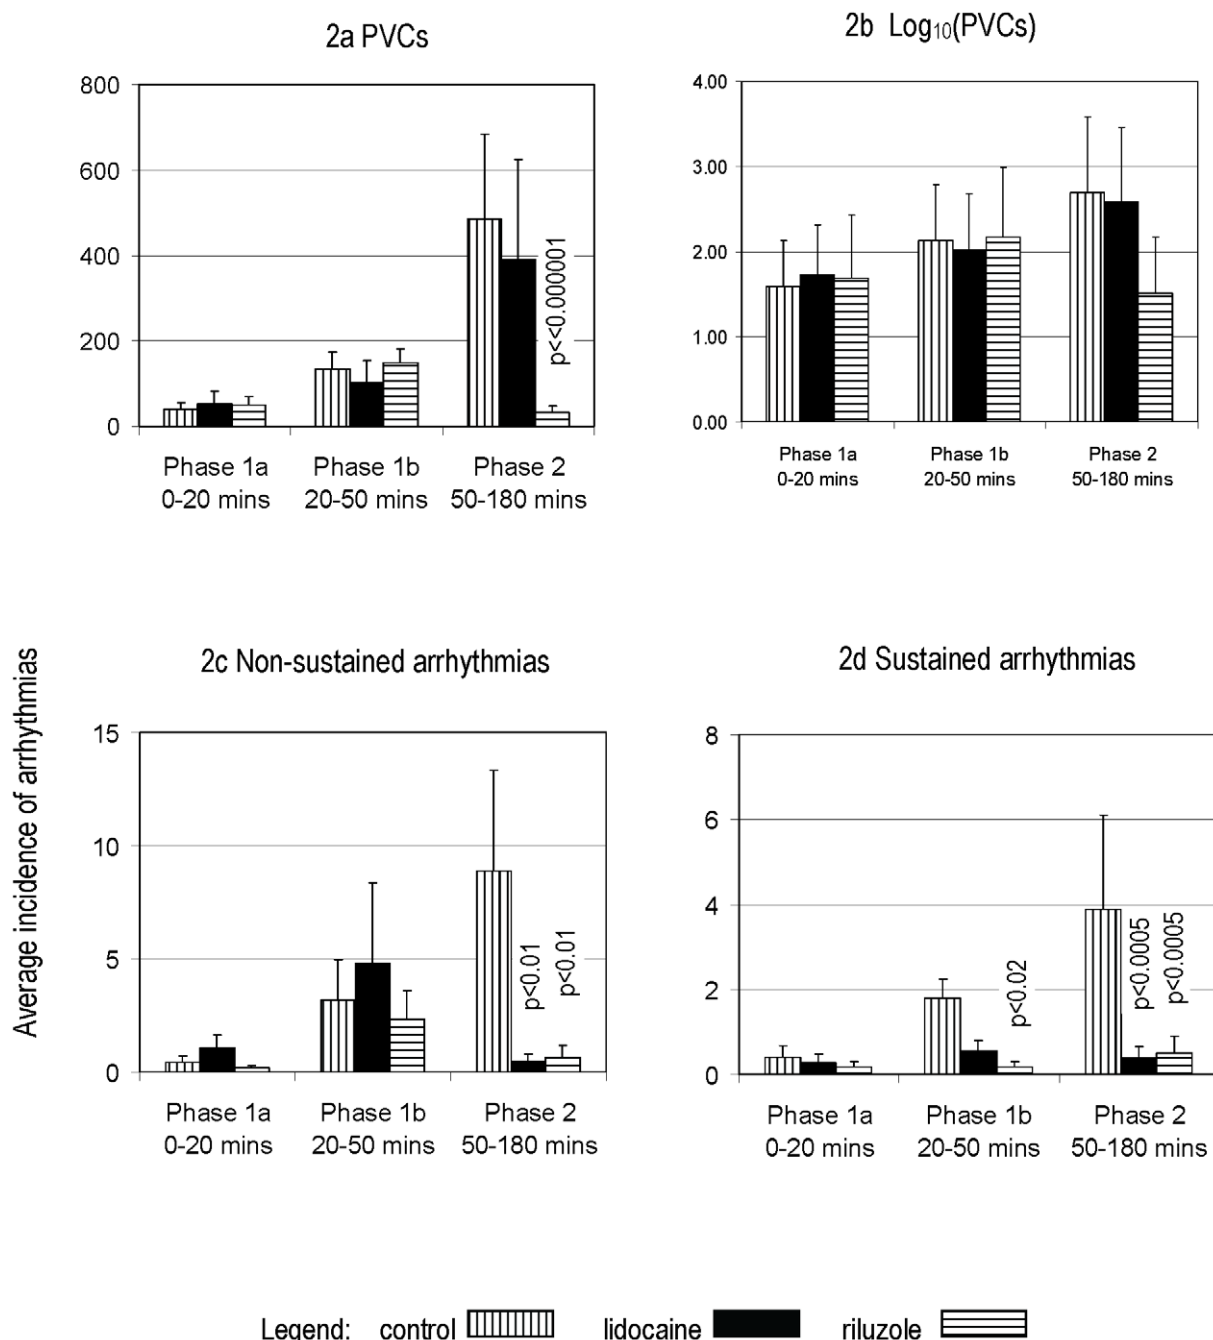 2a PVCs
800
600
400
200
0
p<<0.000001
Phase 1a
0-20 mins
Phase 1b
20-50 mins
Phase 2
50-180 mins
2b Log₁₀(PVCs)
4.00
3.00
2.00
1.00
0.00
Phase 1a
0-20 mins
Phase 1b
20-50 mins
Phase 2
50-180 mins
Average incidence of arrhythmias
2c Non-sustained arrhythmias
15
10
5
0
p<0.01
p<0.01
Phase 1a
0-20 mins
Phase 1b
20-50 mins
Phase 2
50-180 mins
2d Sustained arrhythmias
8
6
4
2
0
p<0.02
p<0.0005
p<0.0005
Phase 1a
0-20 mins
Phase 1b
20-50 mins
Phase 2
50-180 mins
Legend: control lidocaine riluzole